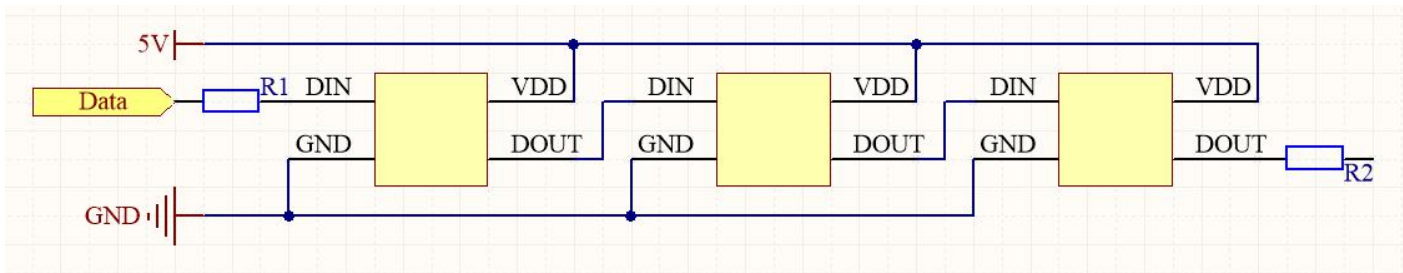 5V
Data R1 DIN VDD DIN VDD DIN VDD
GND DOUT GND DOUT GND DOUT R2
GND